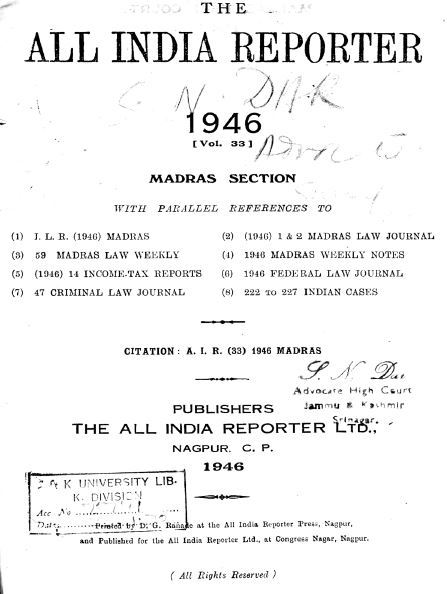 THE
ALL INDIA REPORTER
N. DHR
1946
[Vol. 33]
MADRAS SECTION
WITH PARALLEL REFERENCES TO
(1) I. L. R. (1946) MADRAS (2) (1946) 1 & 2 MADRAS LAW JOURNAL
(3) 59 MADRAS LAW WEEKLY (4) 1946 MADRAS WEEKLY NOTES
(5) (1946) 14 INCOME-TAX REPORTS (6) 1946 FEDERAL LAW JOURNAL
(7) 47 CRIMINAL LAW JOURNAL (8) 222 to 227 INDIAN CASES
CITATION : A. I. R. (33) 1946 MADRAS
S. N. Dhr
Advocate High Court
Jammu & Kashmir
Srinagar.
PUBLISHERS
THE ALL INDIA REPORTER LTD.,
NAGPUR. C. P.
1946
J & K UNIVERSITY LIB.
K. DIVISION
Acc No
Date
Printed by D. G. Ranade at the All India Reporter Press, Nagpur,
and Published for the All India Reporter Ltd., at Congress Nagar, Nagpur.
( All Rights Reserved )